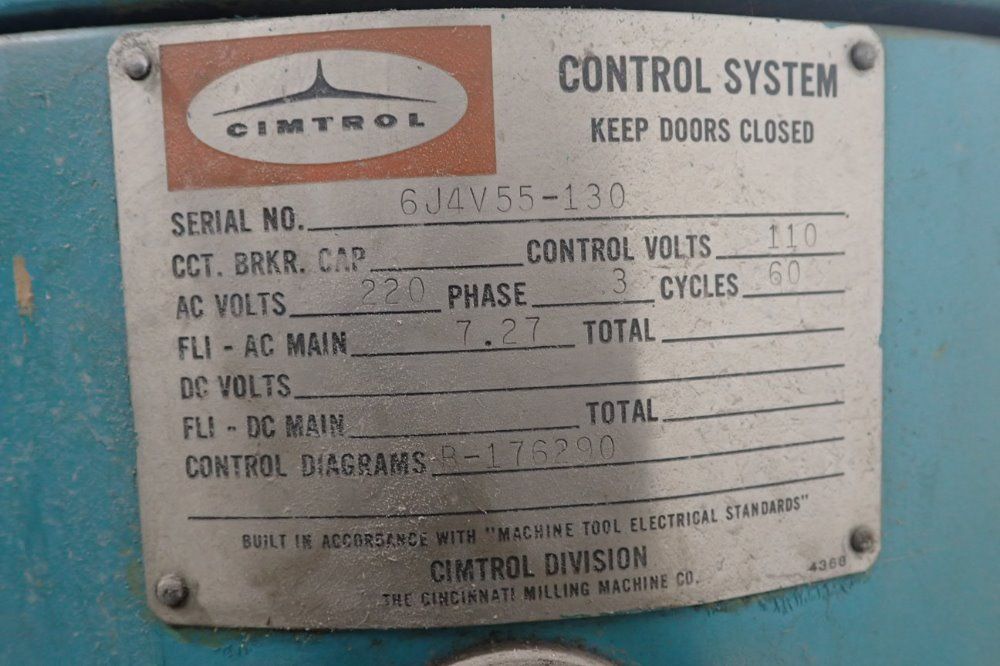 CIMTROL
CONTROL SYSTEM
KEEP DOORS CLOSED
SERIAL NO. 6J4V55-130
CCT. BRKR. CAP CONTROL VOLTS 110
AC VOLTS 220 PHASE 3 CYCLES 60
FLI - AC MAIN 7.27 TOTAL
DC VOLTS
FLI - DC MAIN TOTAL
CONTROL DIAGRAMS B-176290
BUILT IN ACCORDANCE WITH "MACHINE TOOL ELECTRICAL STANDARDS"
CIMTROL DIVISION
THE CINCINNATI MILLING MACHINE CO.
4368